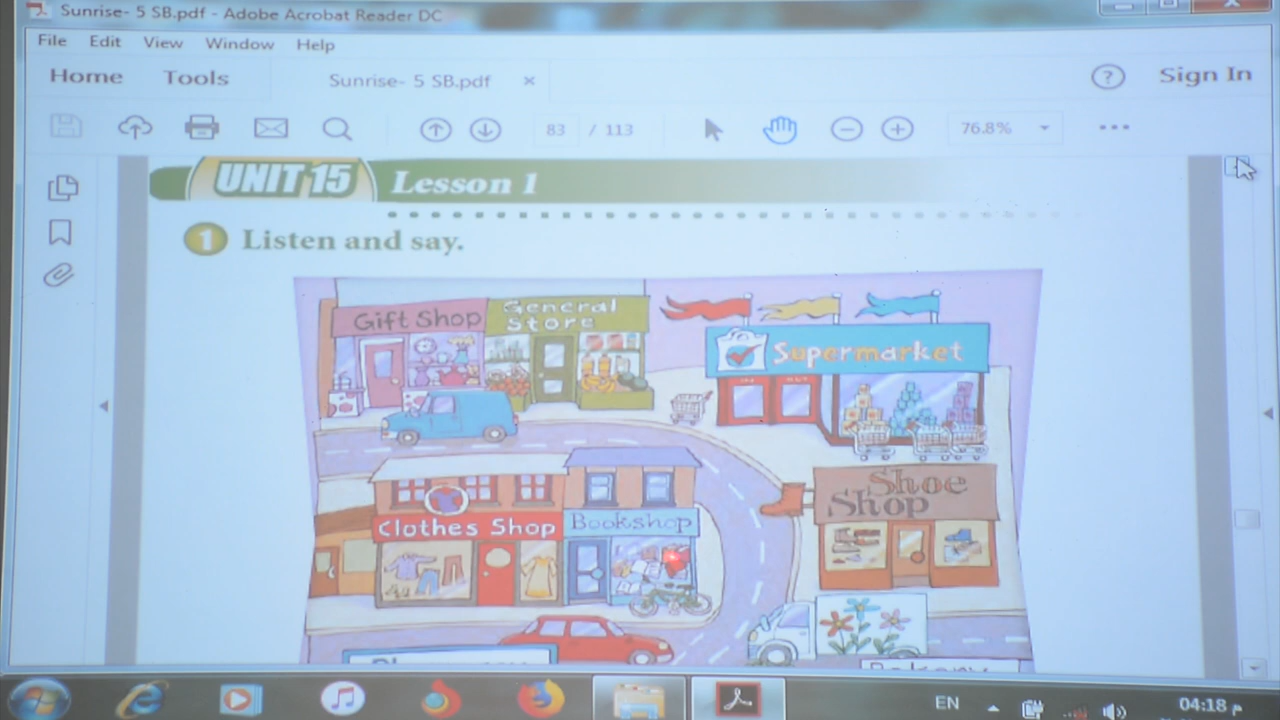 Sunrise- 5 SB.pdf - Adobe Acrobat Reader DC
File Edit View Window Help
Home Tools Sunrise- 5 SB.pdf × ? Sign In
83 / 113 76.8%
UNIT 15 Lesson 1
1 Listen and say.
Gift Shop
General
Store
Supermarket
Shoe
Shop
Clothes Shop
Bookshop
Bakery
EN 04:18 م